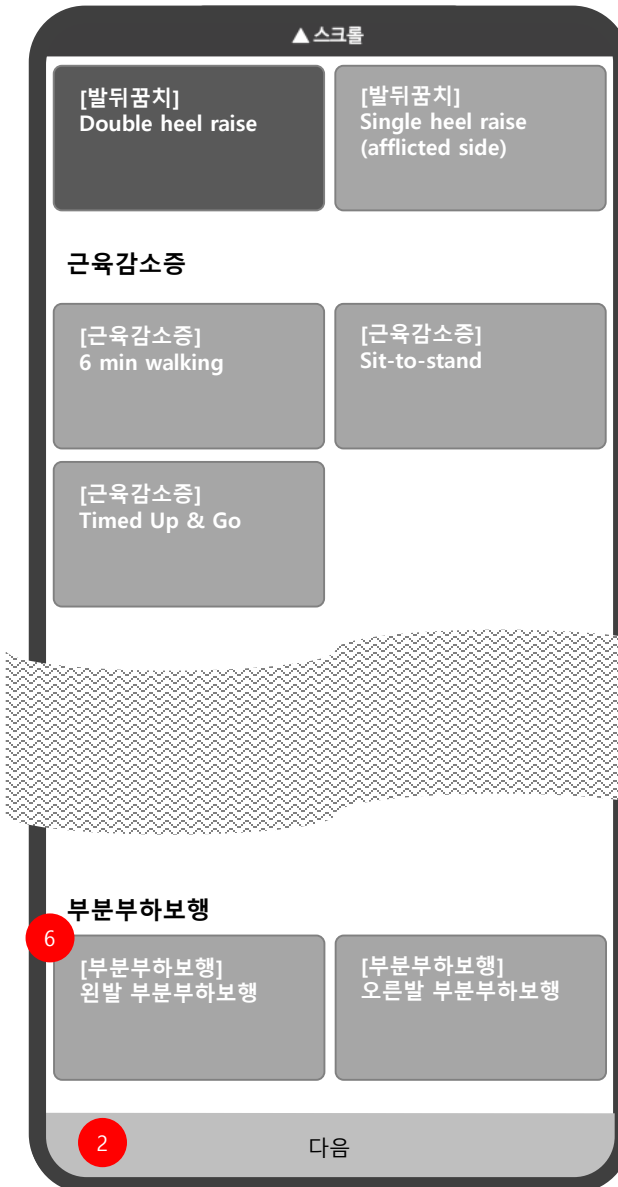 ▲ 스크롤
[발뒤꿈치]
Double heel raise
[발뒤꿈치]
Single heel raise
(afflicted side)
근육감소증
[근육감소증]
6 min walking
[근육감소증]
Sit-to-stand
[근육감소증]
Timed Up & Go
부분부하보행
6
[부분부하보행]
왼발 부분부하보행
[부분부하보행]
오른발 부분부하보행
2
다음